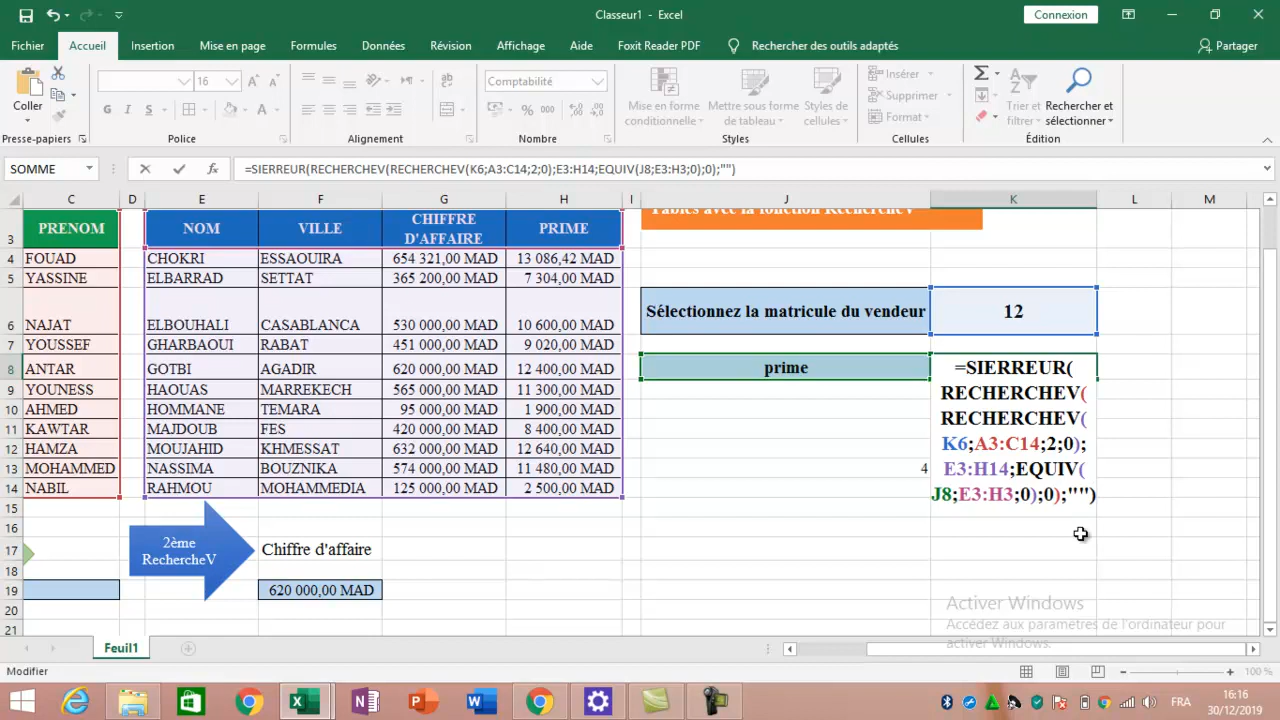 Classeur1 - Excel
Connexion
Fichier Accueil Insertion Mise en page Formules Données Révision Affichage Aide Foxit Reader PDF Rechercher des outils adaptés Partager
Coller
16
G I S
Comptabilité
% 000
Mise en forme conditionnelle
Mettre sous forme de tableau
Styles de cellules
Insérer
Supprimer
Format
Trier et filtrer
Rechercher et sélectionner
Presse-papiers Police Alignement Nombre Styles Cellules Édition
SOMME =SIERREUR(RECHERCHEV(RECHERCHEV(K6;A3:C14;2;0);E3:H14;EQUIV(J8;E3:H3;0);0);"")
C D E F G H I J K L M
3 PRENOM NOM VILLE CHIFFRE D'AFFAIRE PRIME
Tables avec la fonction RechercheV
4 FOUAD CHOKRI ESSAOUIRA 654 321,00 MAD 13 086,42 MAD
5 YASSINE ELBARRAD SETTAT 365 200,00 MAD 7 304,00 MAD
6 NAJAT ELBOUHALI CASABLANCA 530 000,00 MAD 10 600,00 MAD Sélectionnez la matricule du vendeur 12
7 YOUSSEF GHARBAOUI RABAT 451 000,00 MAD 9 020,00 MAD
8 ANTAR GOTBI AGADIR 620 000,00 MAD 12 400,00 MAD prime
9 YOUNESS HAOUAS MARREKECH 565 000,00 MAD 11 300,00 MAD
10 AHMED HOMMANE TEMARA 95 000,00 MAD 1 900,00 MAD
11 KAWTAR MAJDOUB FES 420 000,00 MAD 8 400,00 MAD
12 HAMZA MOUJAHID KHMESSAT 632 000,00 MAD 12 640,00 MAD
13 MOHAMMED NASSIMA BOUZNIKA 574 000,00 MAD 11 480,00 MAD 4
14 NABIL RAHMOU MOHAMMEDIA 125 000,00 MAD 2 500,00 MAD
=SIERREUR(
RECHERCHEV(
RECHERCHEV(
K6;A3:C14;2;0);
E3:H14;EQUIV(
J8;E3:H3;0);0);"")
15
16
17 2ème RechercheV Chiffre d'affaire
18
19 620 000,00 MAD
20
21
Activer Windows
Accédez aux paramètres de l'ordinateur pour
activer Windows.
Feuil1
Modifier
100 %
FRA
16:16
30/12/2019